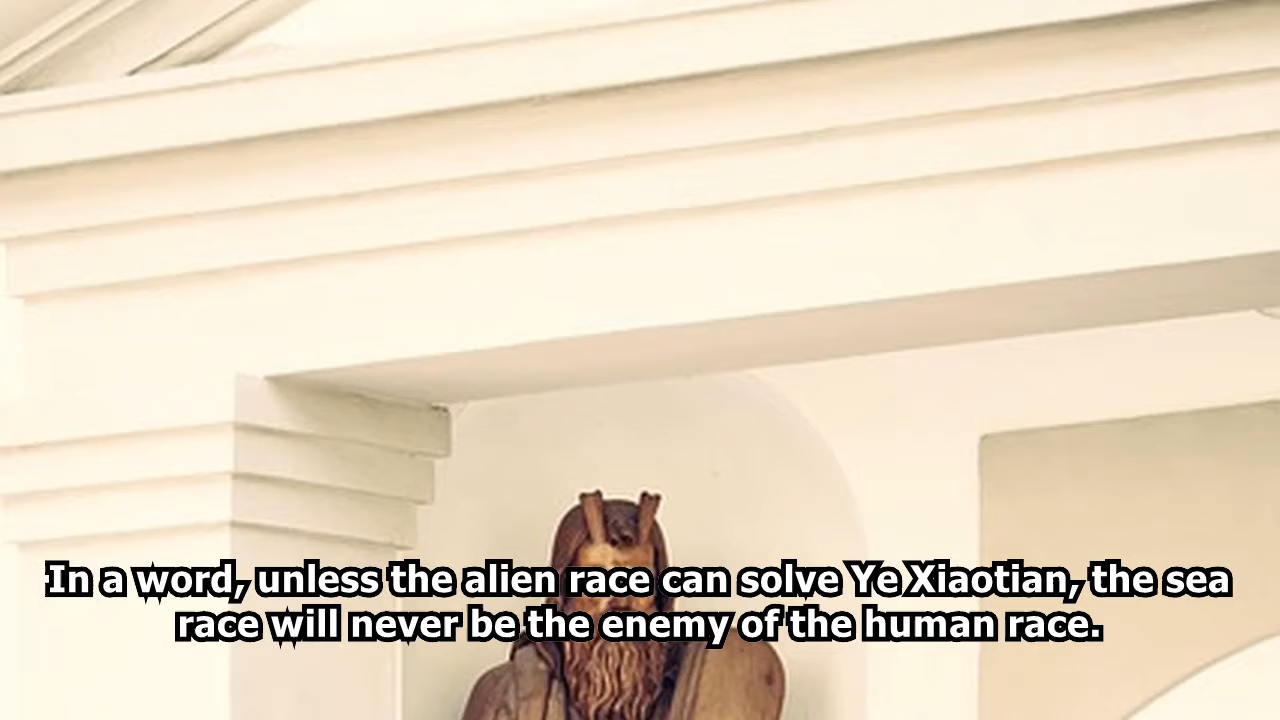 In a word, unless the alien race can solve Ye Xiaotian, the sea
race will never be the enemy of the human race.